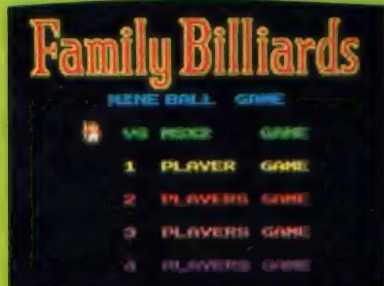 Family Billiards
NINE BALL GAME
VS MSX2 GAME
1 PLAYER GAME
2 PLAYERS GAME
3 PLAYERS GAME
4 PLAYERS GAME